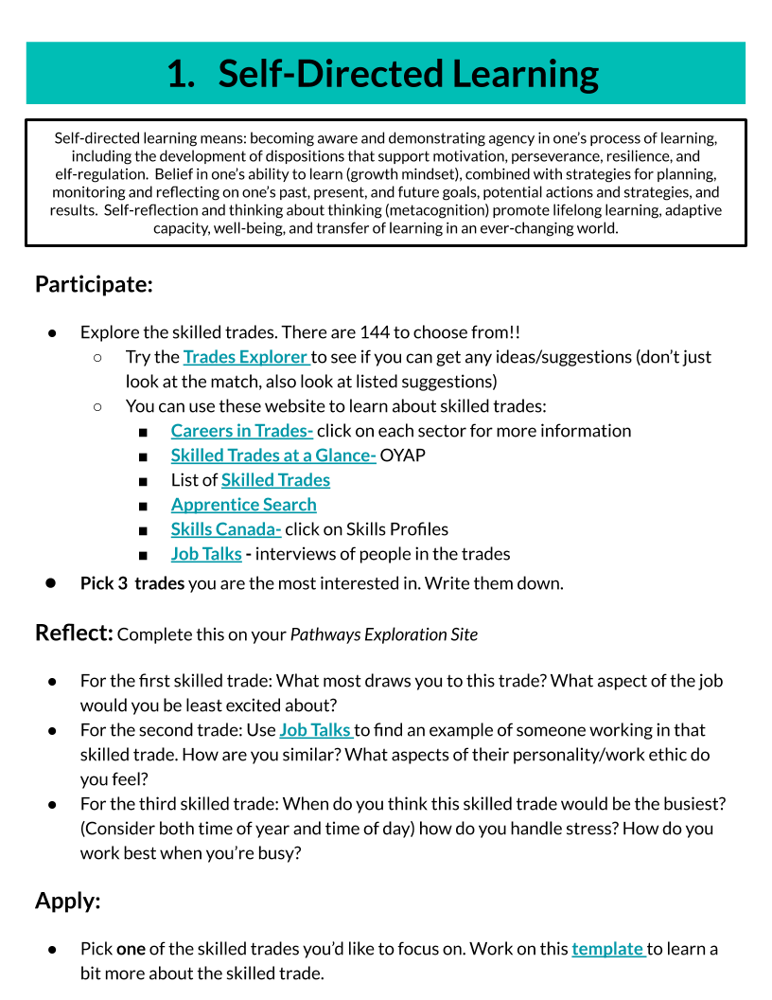 1. Self-Directed Learning
Self-directed learning means: becoming aware and demonstrating agency in one's process of learning,
including the development of dispositions that support motivation, perseverance, resilience, and
elf-regulation. Belief in one's ability to learn (growth mindset), combined with strategies for planning,
monitoring and reflecting on one's past, present, and future goals, potential actions and strategies, and
results. Self-reflection and thinking about thinking (metacognition) promote lifelong learning, adaptive
capacity, well-being, and transfer of learning in an ever-changing world.
Participate:
● Explore the skilled trades. There are 144 to choose from!!
○ Try the Trades Explorer to see if you can get any ideas/suggestions (don't just
look at the match, also look at listed suggestions)
○ You can use these website to learn about skilled trades:
■ Careers in Trades- click on each sector for more information
■ Skilled Trades at a Glance- OYAP
■ List of Skilled Trades
■ Apprentice Search
■ Skills Canada- click on Skills Profiles
■ Job Talks - interviews of people in the trades
● Pick 3 trades you are the most interested in. Write them down.
Reflect: Complete this on your Pathways Exploration Site
● For the first skilled trade: What most draws you to this trade? What aspect of the job
would you be least excited about?
● For the second trade: Use Job Talks to find an example of someone working in that
skilled trade. How are you similar? What aspects of their personality/work ethic do
you feel?
● For the third skilled trade: When do you think this skilled trade would be the busiest?
(Consider both time of year and time of day) how do you handle stress? How do you
work best when you're busy?
Apply:
● Pick one of the skilled trades you'd like to focus on. Work on this template to learn a
bit more about the skilled trade.